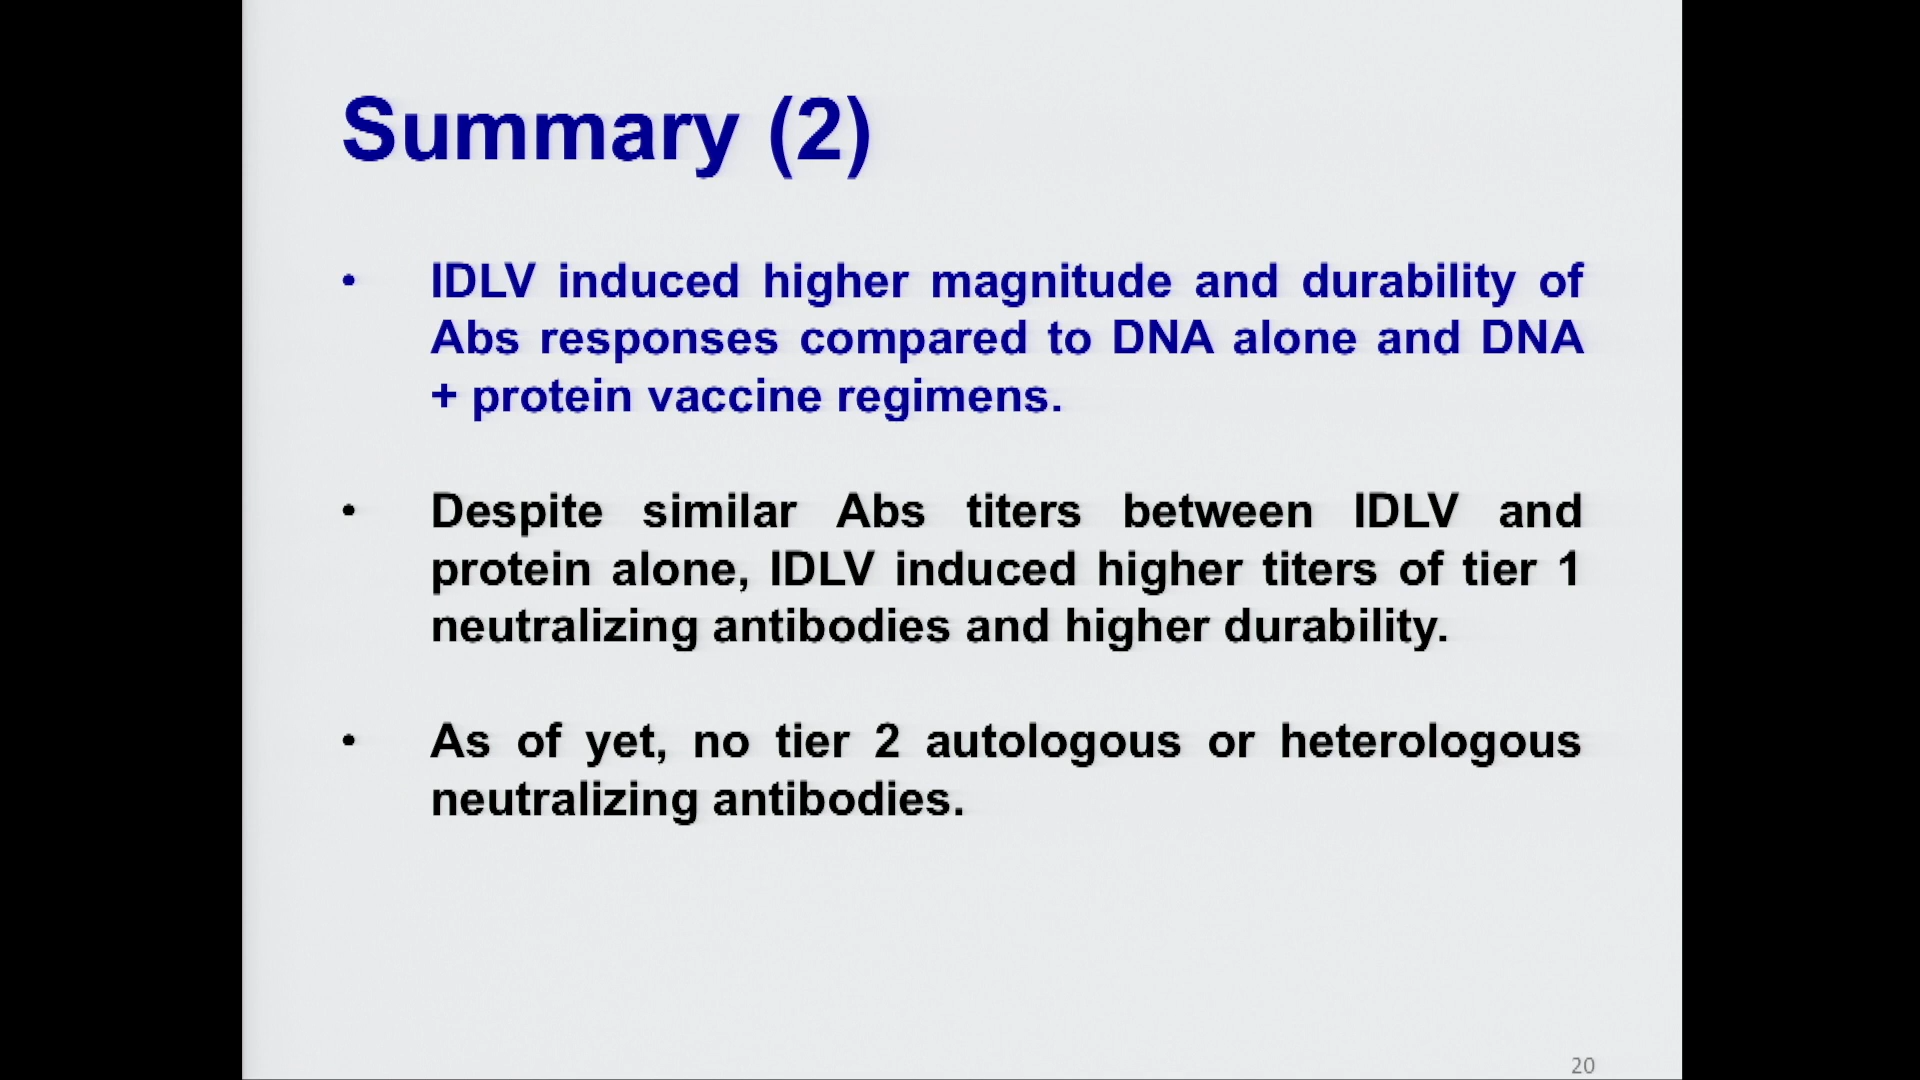 Summary (2)
• IDLV induced higher magnitude and durability of
Abs responses compared to DNA alone and DNA
+ protein vaccine regimens.
• Despite similar Abs titers between IDLV and
protein alone, IDLV induced higher titers of tier 1
neutralizing antibodies and higher durability.
• As of yet, no tier 2 autologous or heterologous
neutralizing antibodies.
20